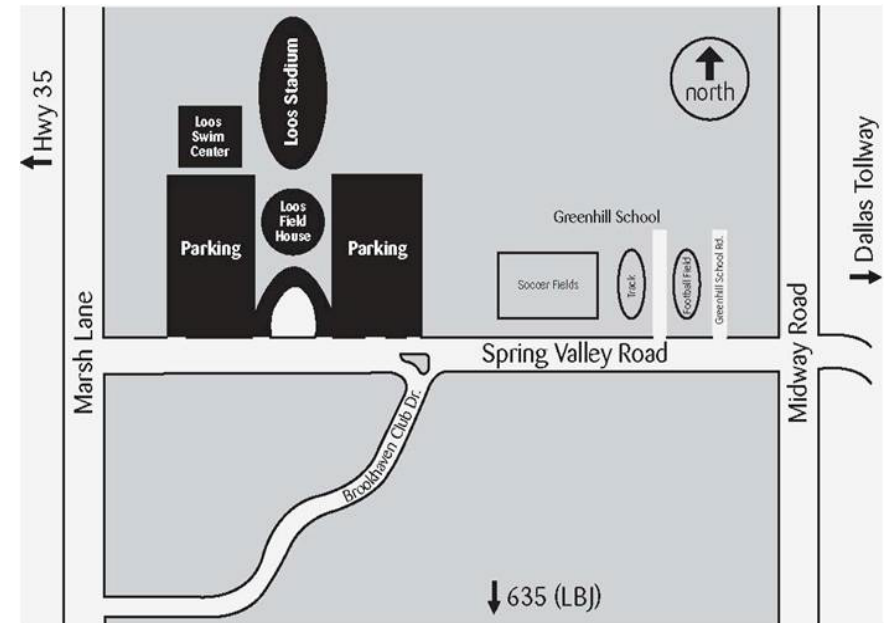 Hwy 35
Loos Stadium
north
Loos
Swim
Center
Dallas Tollway
Loos
Field
House
Parking
Parking
Greenhill School
Soccer Fields
Track
Football Field
Greenhill School Rd.
Marsh Lane
Spring Valley Road
Midway Road
Brookhaven Club Dr.
635 (LBJ)